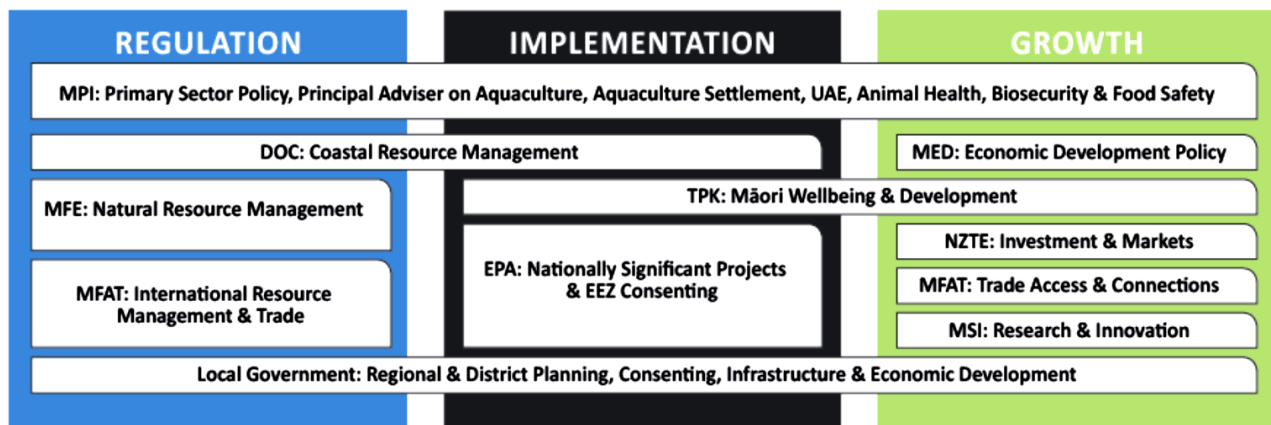 REGULATION
IMPLEMENTATION
GROWTH
MPI: Primary Sector Policy, Principal Adviser on Aquaculture, Aquaculture Settlement, UAE, Animal Health, Biosecurity & Food Safety
DOC: Coastal Resource Management
MED: Economic Development Policy
MFE: Natural Resource Management
TPK: Māori Wellbeing & Development
NZTE: Investment & Markets
EPA: Nationally Significant Projects
& EEZ Consenting
MFAT: International Resource
Management & Trade
MFAT: Trade Access & Connections
MSI: Research & Innovation
Local Government: Regional & District Planning, Consenting, Infrastructure & Economic Development